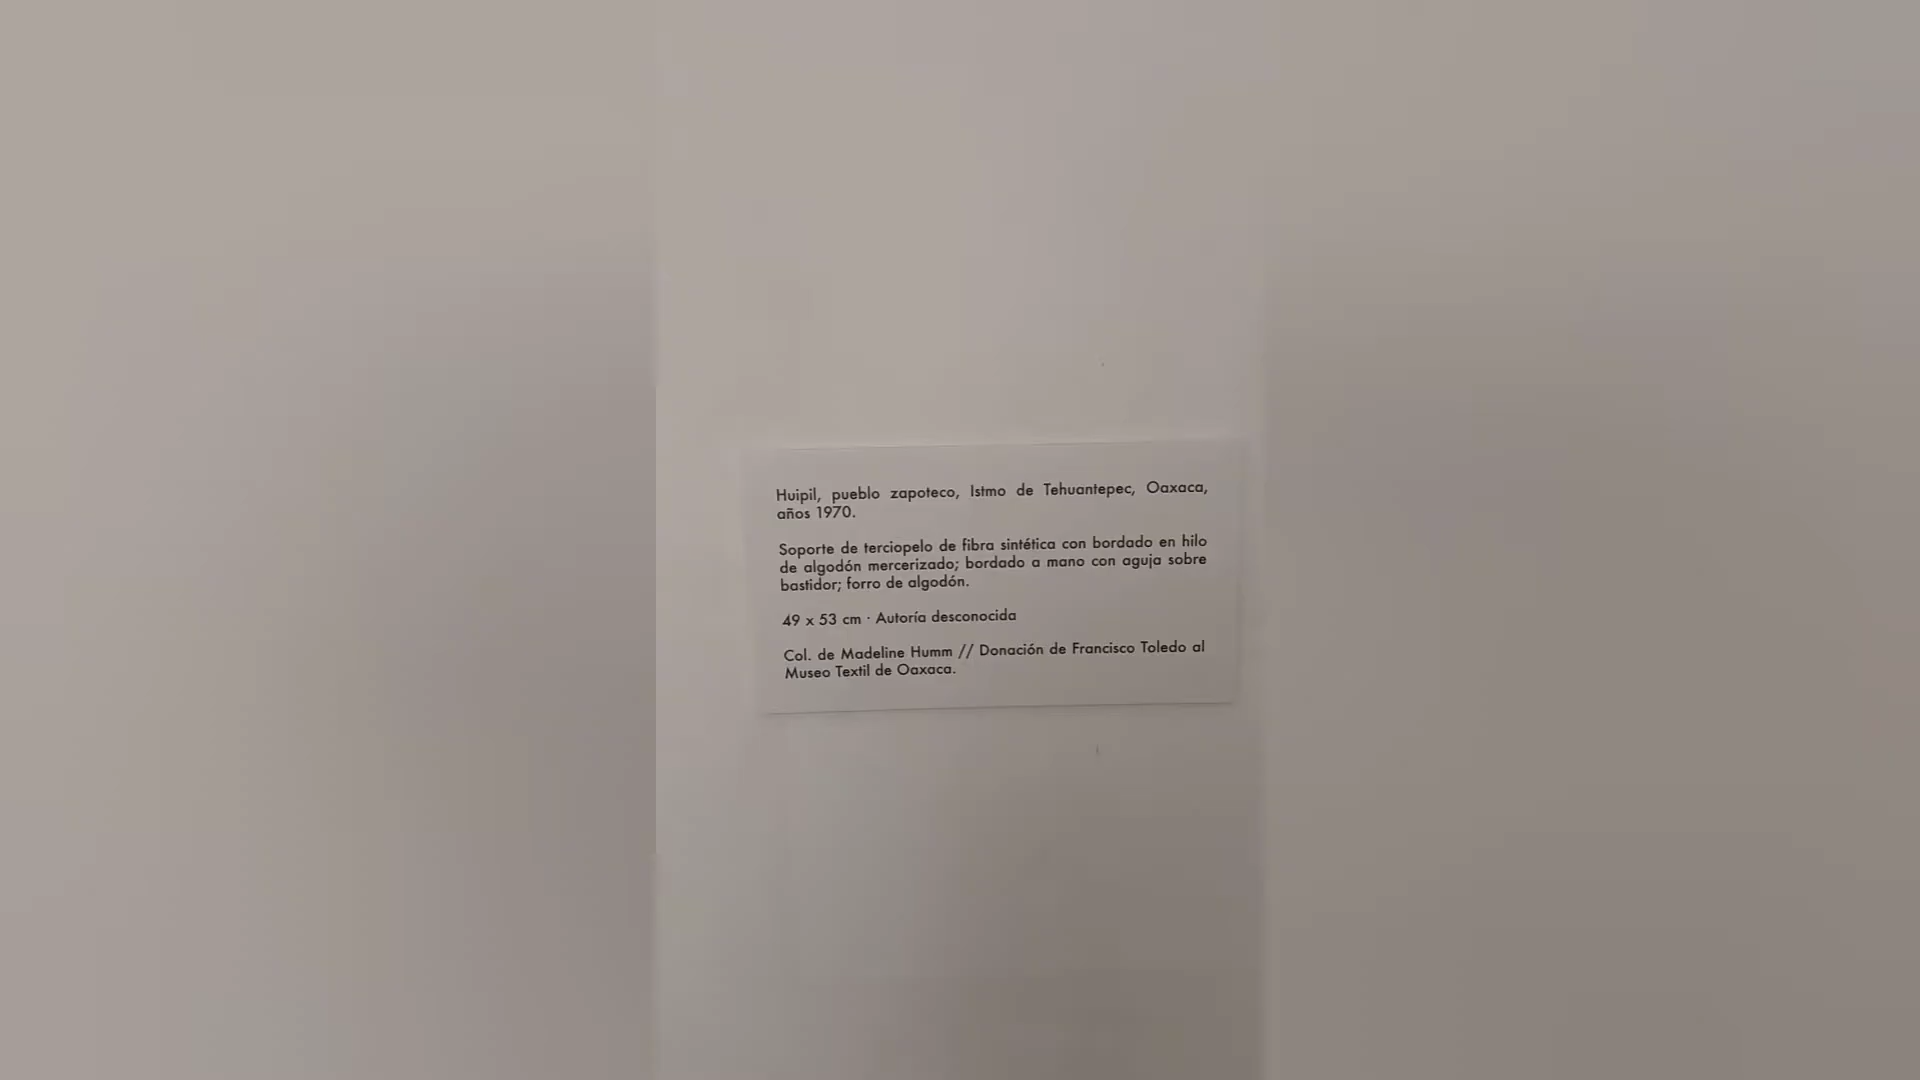 Huipil, pueblo zapoteco, Istmo de Tehuantepec, Oaxaca,
años 1970.
Soporte de terciopelo de fibra sintética con bordado en hilo
de algodón mercerizado; bordado a mano con aguja sobre
bastidor; forro de algodón.
49 x 53 cm · Autoría desconocida
Col. de Madeline Humm // Donación de Francisco Toledo al
Museo Textil de Oaxaca.